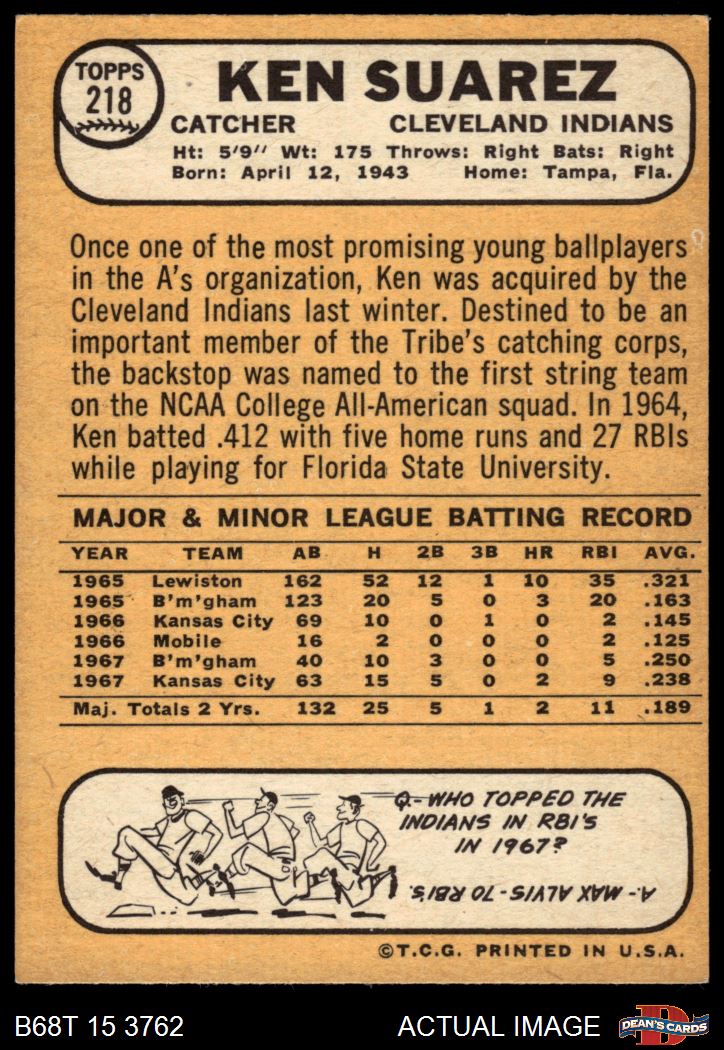 TOPPS
218
KEN SUAREZ
CATCHER CLEVELAND INDIANS
Ht: 5'9" Wt: 175 Throws: Right Bats: Right
Born: April 12, 1943 Home: Tampa, Fla.
Once one of the most promising young ballplayers
in the A's organization, Ken was acquired by the
Cleveland Indians last winter. Destined to be an
important member of the Tribe's catching corps,
the backstop was named to the first string team
on the NCAA College All-American squad. In 1964,
Ken batted .412 with five home runs and 27 RBIs
while playing for Florida State University.
MAJOR & MINOR LEAGUE BATTING RECORD
YEAR TEAM AB H 2B 3B HR RBI AVG.
1965 Lewiston 162 52 12 1 10 35 .321
1965 B'm'gham 123 20 5 0 3 20 .163
1966 Kansas City 69 10 0 1 0 2 .145
1966 Mobile 16 2 0 0 0 2 .125
1967 B'm'gham 40 10 3 0 0 5 .250
1967 Kansas City 63 15 5 0 2 9 .238
Maj. Totals 2 Yrs. 132 25 5 1 2 11 .189
Q.- WHO TOPPED THE
INDIANS IN RBI'S
IN 1967?
A.- MAX ALVIS - 70 RBI'S.
©T.C.G. PRINTED IN U.S.A.
B68T 15 3762 ACTUAL IMAGE
D
DEAN'S CARDS